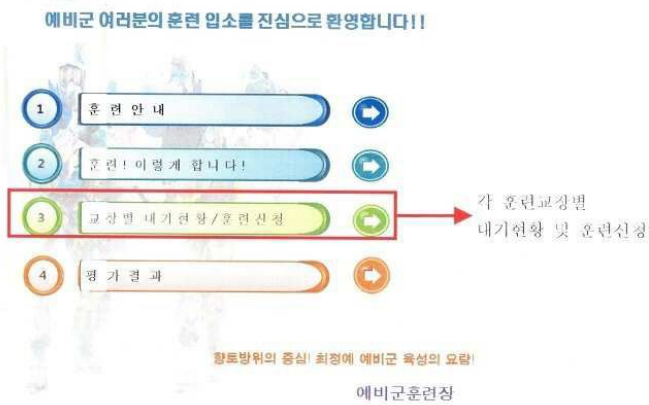 예비군 여러분의 훈련 입소를 진심으로 환영합니다!!
1 훈 련 안 내
2 훈 련! 이 렇 게 합 니 다!
3 교 장 별 대 기 현 황 / 훈 련 신 청
각 훈련교장별
대기현황 및 훈련신청
4 평 가 결 과
향토방위의 중심! 최정예 예비군 육성의 요람!
예비군훈련장